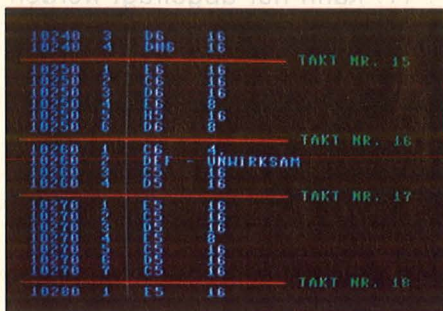 10240 3 D6 16
10240 4 DH6 16
TAKT NR. 15
10250 1 E6 16
10250 2 C6 16
10250 3 D6 16
10250 4 E6 8
10250 5 H5 16
10250 6 D6 8
TAKT NR. 16
10260 1 C6 4.
10260 2 DEF - UNWIRKSAM
10260 3 C5 16
10260 4 D5 16
TAKT NR. 17
10270 1 E5 16
10270 2 C5 16
10270 3 D5 16
10270 4 E5 8
10270 5 C5 16
10270 6 D5 16
10270 7 C5 16
TAKT NR. 18
10280 1 E5 16